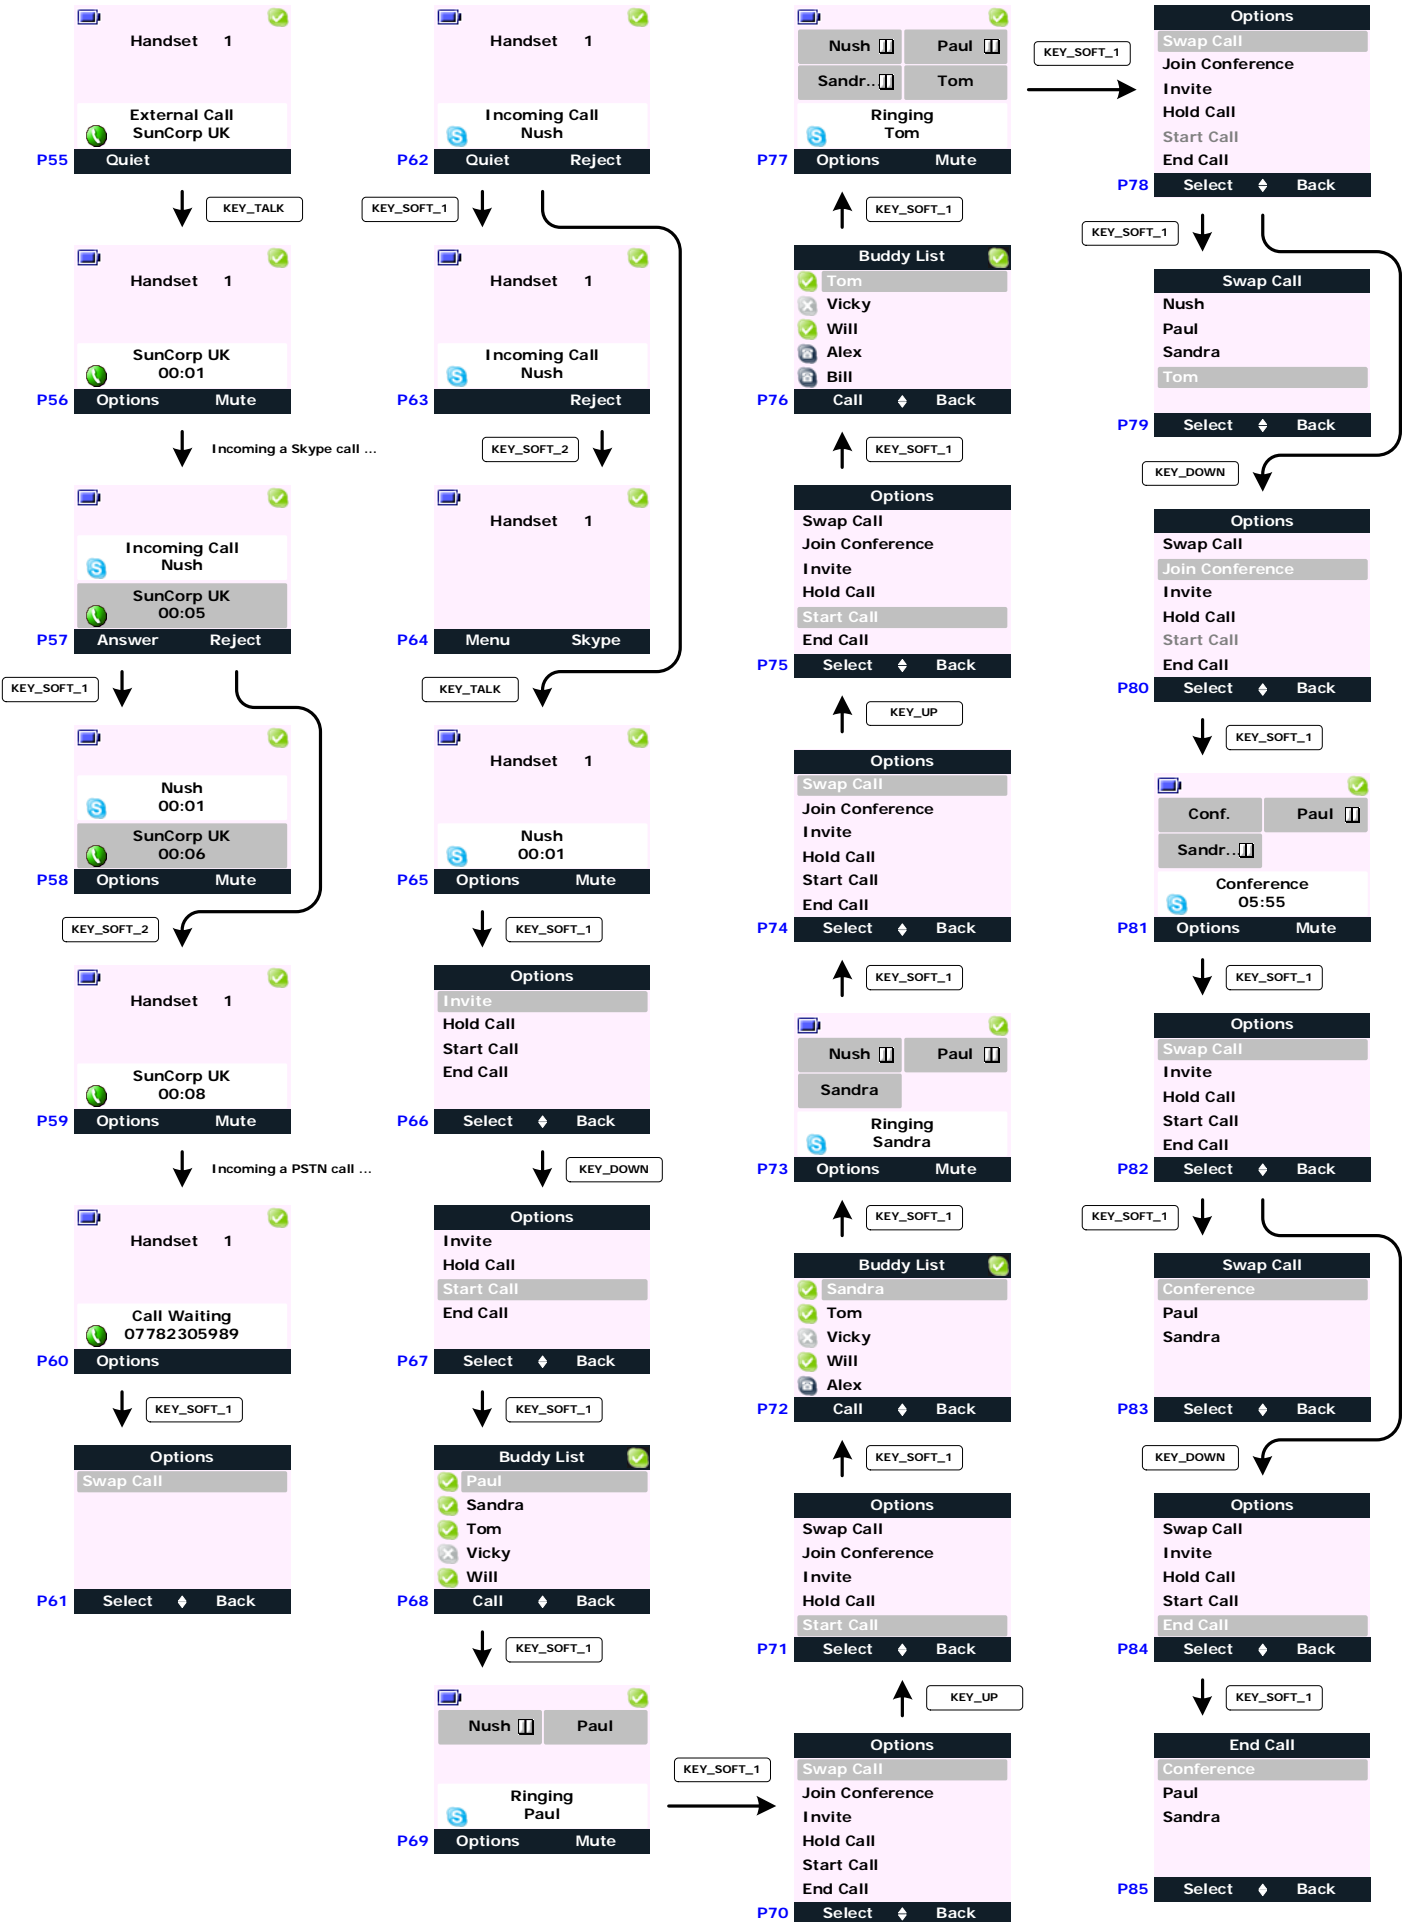 Handset 1
External Call
SunCorp UK
P55
Quiet
KEY_TALK
Handset 1
SunCorp UK
00:01
P56
Options Mute
Incoming a Skype call ...
Incoming Call
Nush
SunCorp UK
00:05
P57
Answer Reject
KEY_SOFT_1
Nush
00:01
SunCorp UK
00:06
P58
Options Mute
KEY_SOFT_2
Handset 1
SunCorp UK
00:08
P59
Options Mute
Incoming a PSTN call ...
Handset 1
Call Waiting
07782305989
P60
Options
KEY_SOFT_1
Options
Swap Call
P61
Select Back
Handset 1
Incoming Call
Nush
P62
Quiet Reject
KEY_SOFT_1
Handset 1
Incoming Call
Nush
P63
Reject
KEY_SOFT_2
Handset 1
P64
Menu Skype
KEY_TALK
Handset 1
Nush
00:01
P65
Options Mute
KEY_SOFT_1
Options
Invite
Hold Call
Start Call
End Call
P66
Select Back
KEY_DOWN
Options
Invite
Hold Call
Start Call
End Call
P67
Select Back
KEY_SOFT_1
Buddy List
Paul
Sandra
Tom
Vicky
Will
P68
Call Back
KEY_SOFT_1
Nush Paul
Ringing
Paul
P69
Options Mute
KEY_SOFT_1
Options
Swap Call
Join Conference
Invite
Hold Call
Start Call
End Call
P70
Select Back
KEY_UP
Options
Swap Call
Join Conference
Invite
Hold Call
Start Call
P71
Select Back
KEY_SOFT_1
Buddy List
Sandra
Tom
Vicky
Will
Alex
P72
Call Back
KEY_SOFT_1
Nush Paul
Sandra
Ringing
Sandra
P73
Options Mute
KEY_SOFT_1
Options
Swap Call
Join Conference
Invite
Hold Call
Start Call
End Call
P74
Select Back
KEY_UP
Options
Swap Call
Join Conference
Invite
Hold Call
Start Call
End Call
P75
Select Back
KEY_SOFT_1
Buddy List
Tom
Vicky
Will
Alex
Bill
P76
Call Back
KEY_SOFT_1
Nush Paul
Sandr.. Tom
Ringing
Tom
P77
Options Mute
KEY_SOFT_1
Options
Swap Call
Join Conference
Invite
Hold Call
Start Call
End Call
P78
Select Back
KEY_SOFT_1
Swap Call
Nush
Paul
Sandra
Tom
P79
Select Back
KEY_DOWN
Options
Swap Call
Join Conference
Invite
Hold Call
Start Call
End Call
P80
Select Back
KEY_SOFT_1
Conf. Paul
Sandr...
Conference
05:55
P81
Options Mute
KEY_SOFT_1
Options
Swap Call
Invite
Hold Call
Start Call
End Call
P82
Select Back
KEY_SOFT_1
Swap Call
Conference
Paul
Sandra
P83
Select Back
KEY_DOWN
Options
Swap Call
Invite
Hold Call
Start Call
End Call
P84
Select Back
KEY_SOFT_1
End Call
Conference
Paul
Sandra
P85
Select Back